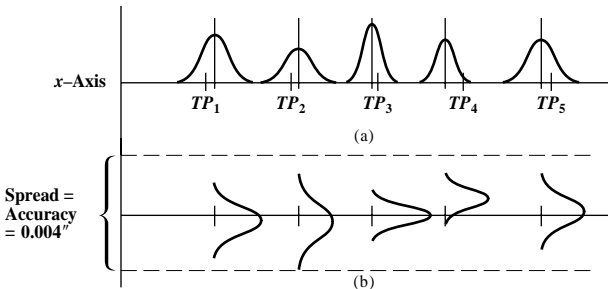 x–Axis
TP1 TP2 TP3 TP4 TP5
(a)
Spread =
Accuracy
= 0.004″
(b)